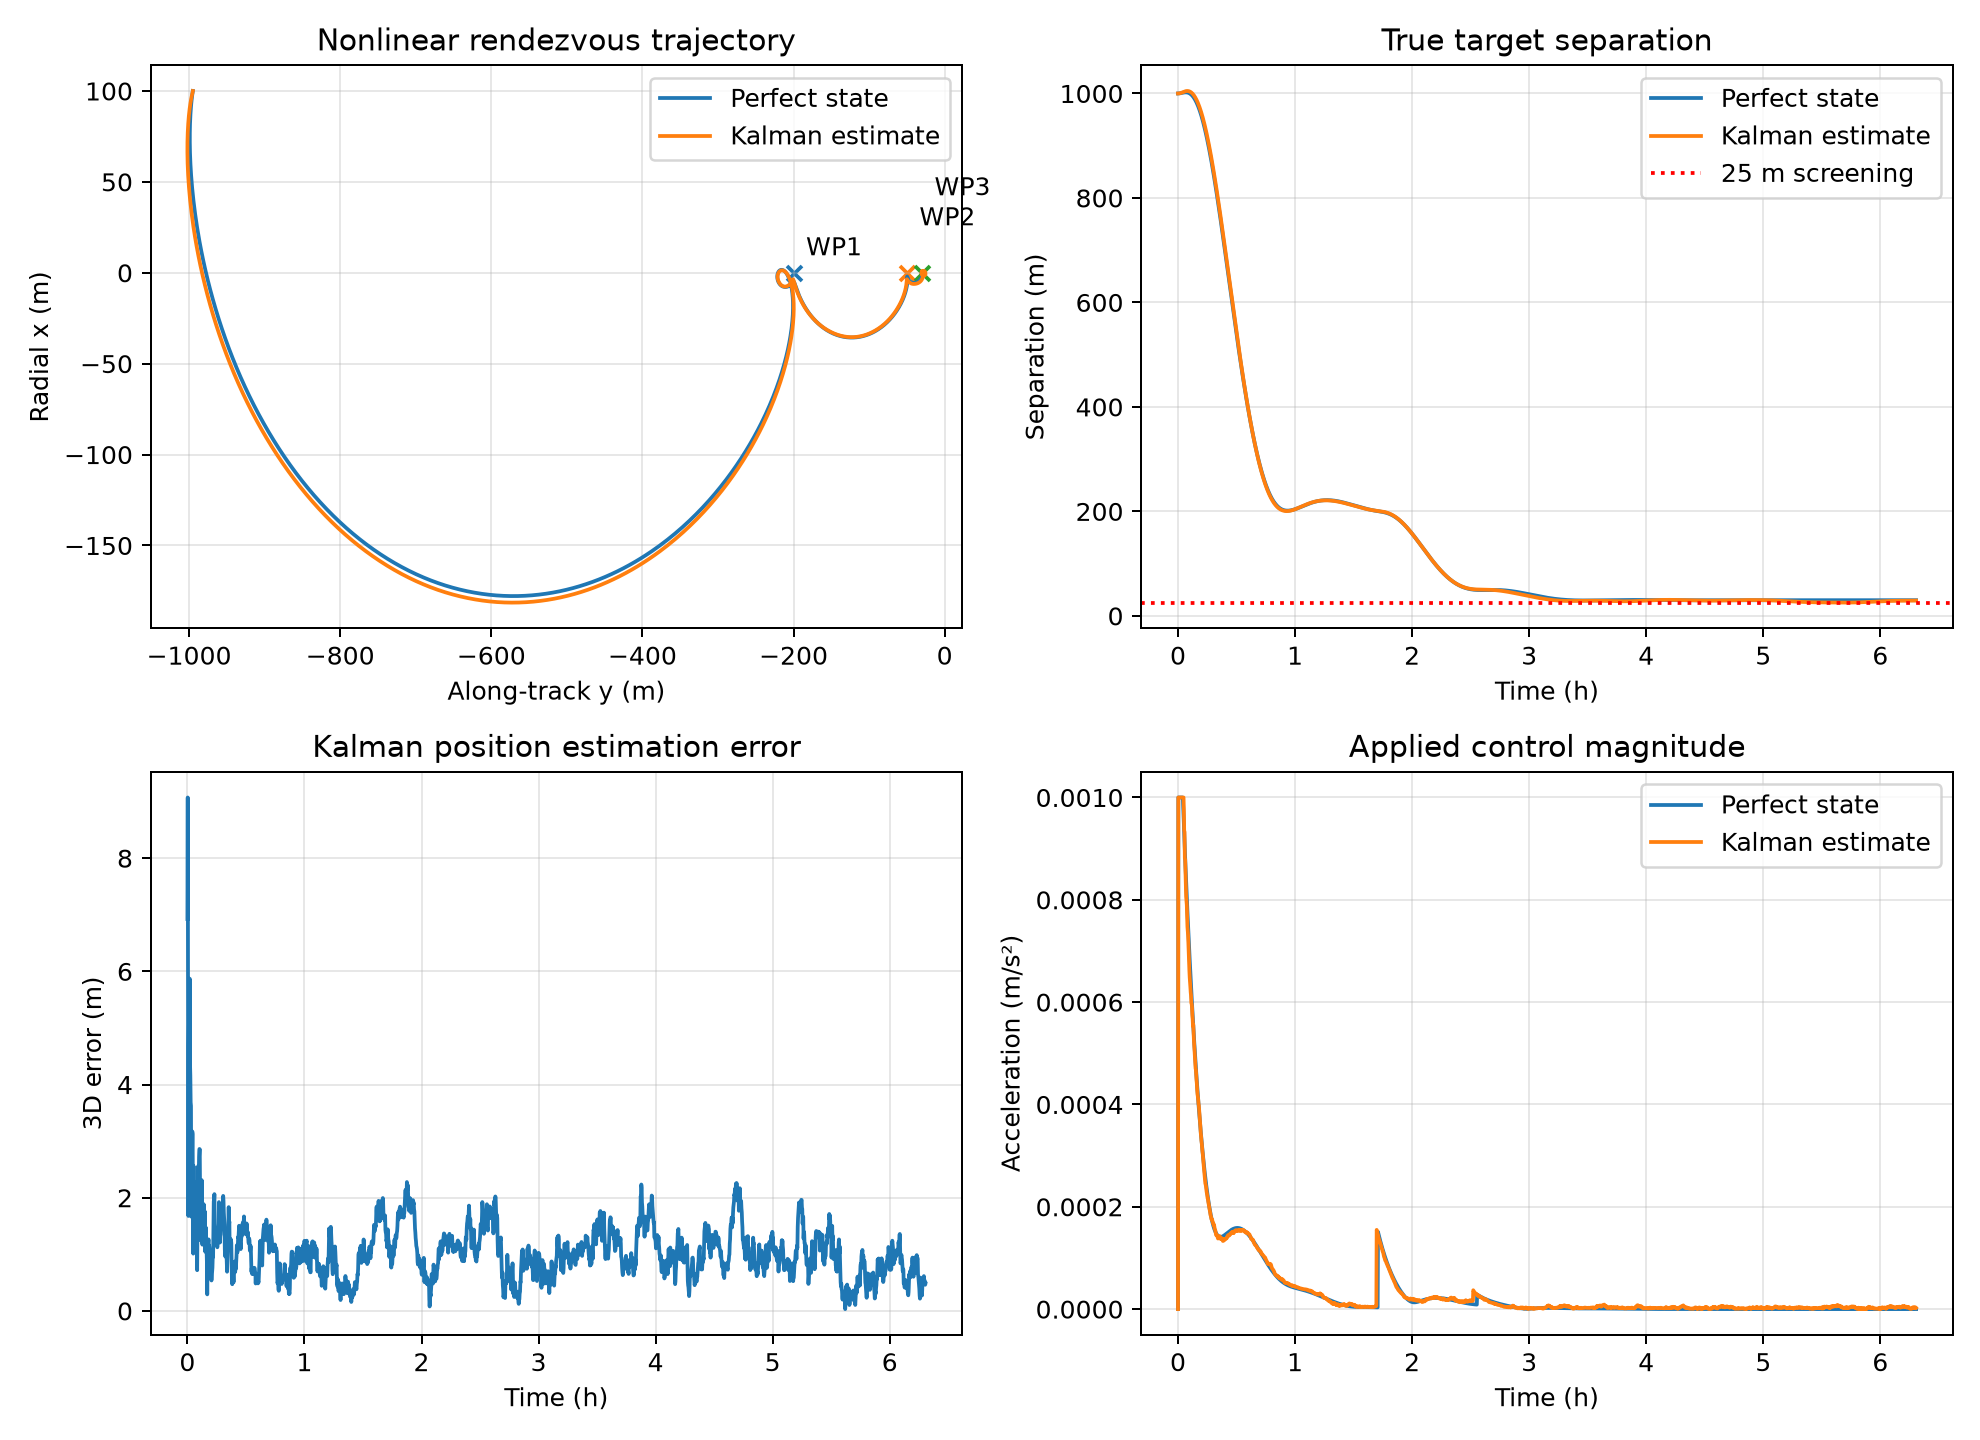 Nonlinear rendezvous trajectory
Radial x (m)
100
50
0
−50
−100
−150
Perfect state
Kalman estimate
WP3
WP2
WP1
−1000
−800
−600
−400
−200
0
Along-track y (m)
True target separation
Separation (m)
1000
800
600
400
200
0
Perfect state
Kalman estimate
25 m screening
0
1
2
3
4
5
6
Time (h)
Kalman position estimation error
3D error (m)
8
6
4
2
0
0
1
2
3
4
5
6
Time (h)
Applied control magnitude
Acceleration (m/s²)
0.0010
0.0008
0.0006
0.0004
0.0002
0.0000
Perfect state
Kalman estimate
0
1
2
3
4
5
6
Time (h)